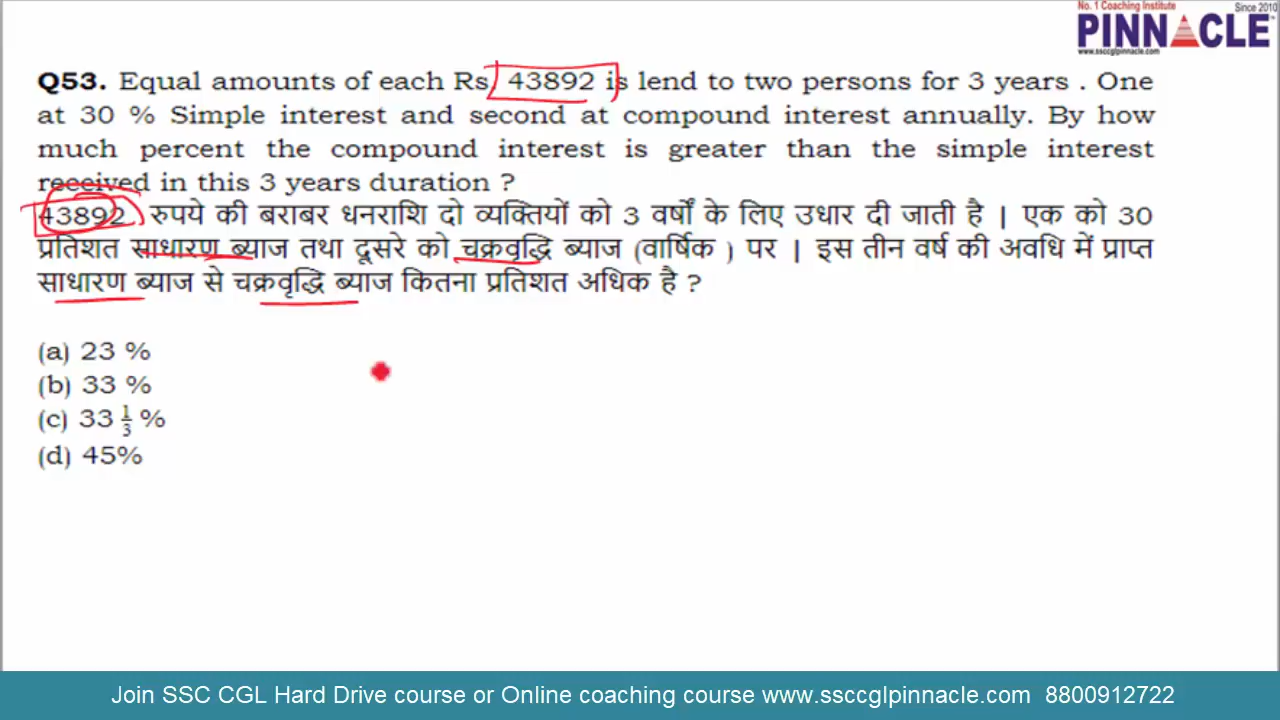 No. 1 Coaching Institute
Since 2010
PINNACLE
www.ssccglpinnacle.com
Q53. Equal amounts of each Rs 43892 is lend to two persons for 3 years . One
at 30 % Simple interest and second at compound interest annually. By how
much percent the compound interest is greater than the simple interest
received in this 3 years duration ?
43892 रुपये की बराबर धनराशि दो व्यक्तियों को 3 वर्षों के लिए उधार दी जाती है | एक को 30
प्रतिशत साधारण ब्याज तथा दूसरे को चक्रवृद्धि ब्याज (वार्षिक ) पर | इस तीन वर्ष की अवधि में प्राप्त
साधारण ब्याज से चक्रवृद्धि ब्याज कितना प्रतिशत अधिक है ?
(a) 23 %
(b) 33 %
(c) 33 1/3 %
(d) 45%
Join SSC CGL Hard Drive course or Online coaching course www.ssccglpinnacle.com 8800912722